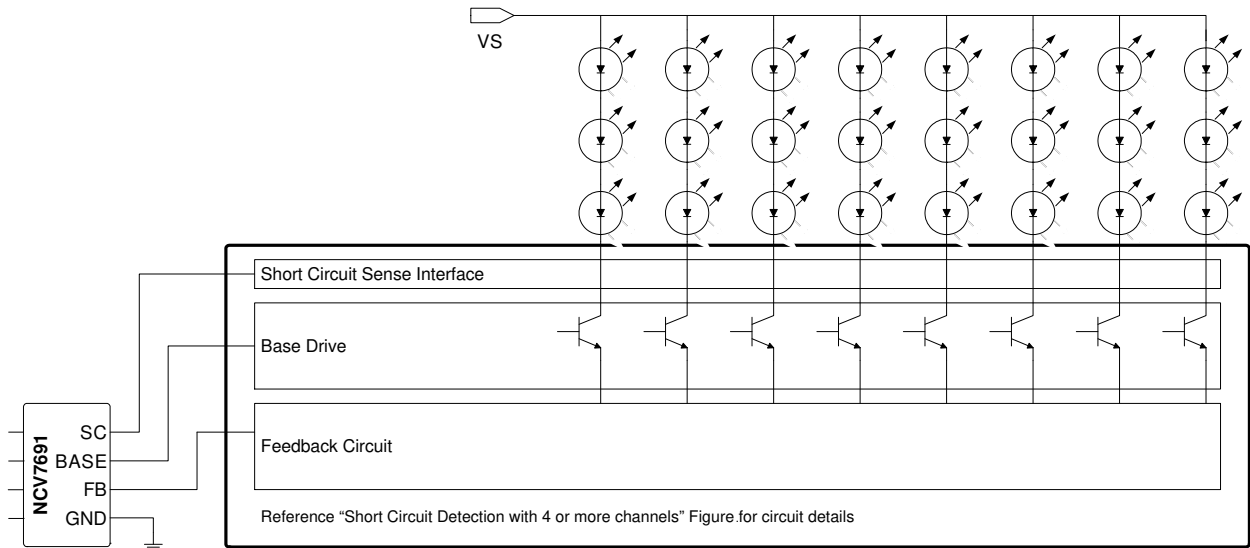 VS
Short Circuit Sense Interface
Base Drive
Feedback Circuit
Reference “Short Circuit Detection with 4 or more channels” Figure.for circuit details
NCV7691
SC
BASE
FB
GND